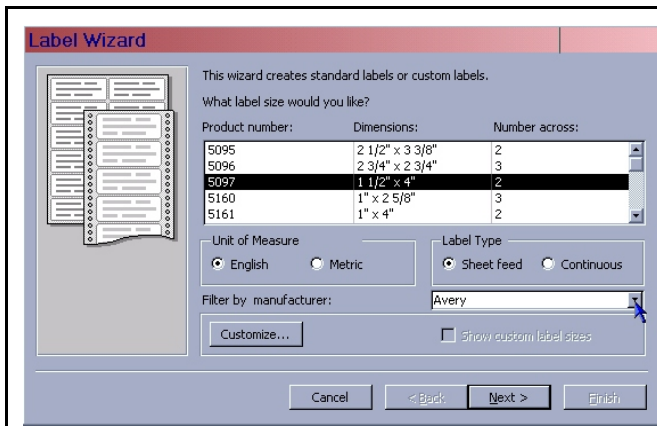 Label Wizard
This wizard creates standard labels or custom labels.
What label size would you like?
Product number: Dimensions: Number across:
5095 2 1/2" x 3 3/8" 2
5096 2 3/4" x 2 3/4" 3
5097 1 1/2" x 4" 2
5160 1" x 2 5/8" 3
5161 1" x 4" 2
Unit of Measure Label Type
English Metric Sheet feed Continuous
Filter by manufacturer: Avery
Customize... Show custom label sizes
Cancel < Back Next > Finish